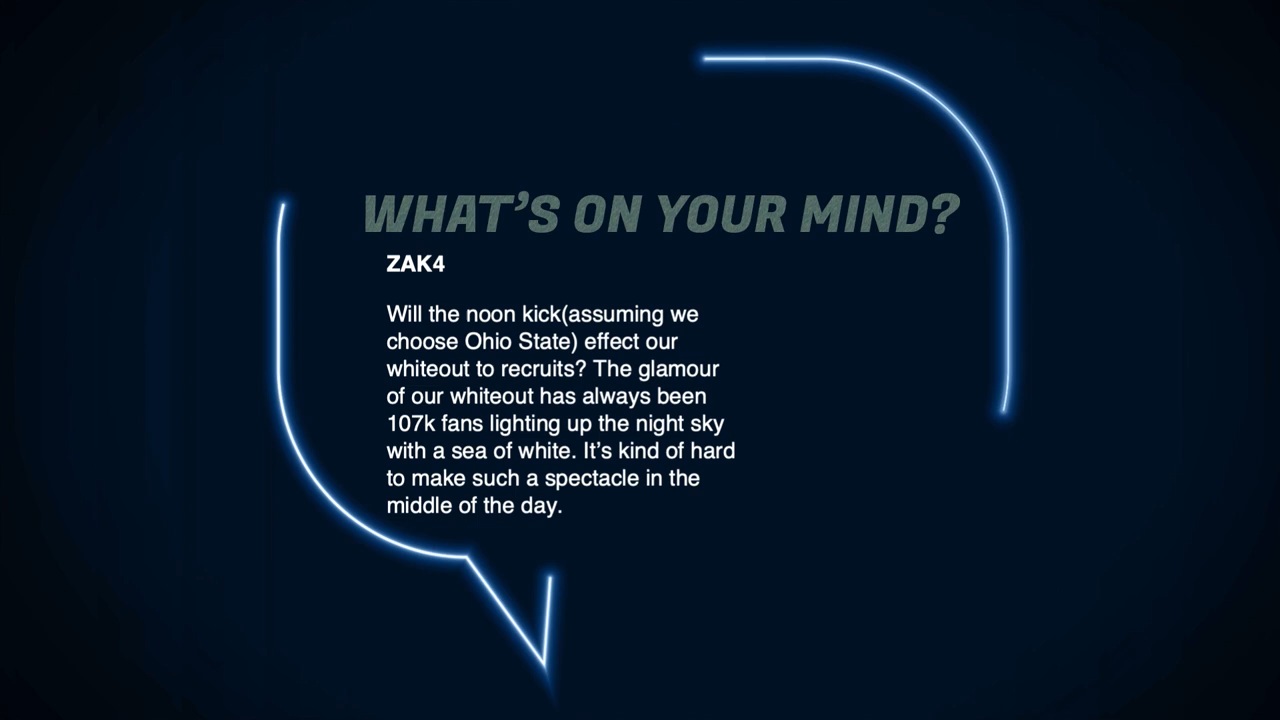 WHAT'S ON YOUR MIND?
ZAK4
Will the noon kick(assuming we
choose Ohio State) effect our
whiteout to recruits? The glamour
of our whiteout has always been
107k fans lighting up the night sky
with a sea of white. It's kind of hard
to make such a spectacle in the
middle of the day.